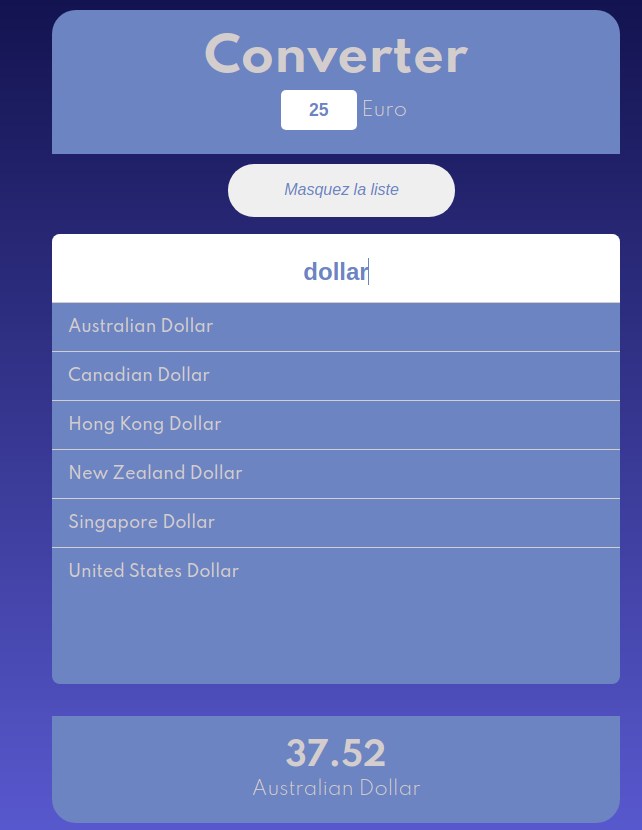 Converter
25 Euro
Masquez la liste
dollar
Australian Dollar
Canadian Dollar
Hong Kong Dollar
New Zealand Dollar
Singapore Dollar
United States Dollar
37.52
Australian Dollar